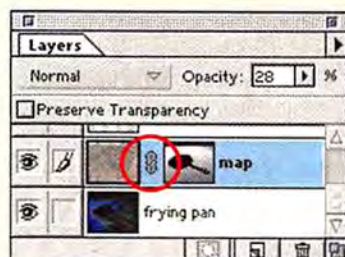 Layers
Normal Opacity: 28 %
Preserve Transparency
map
frying pan